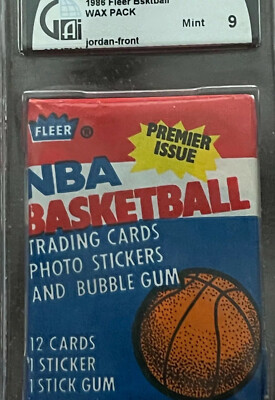 1986 Fleer Bsktball
WAX PACK
Mint 9
GAI
jordan-front
FLEER ®
PREMIER
ISSUE
NBA
BASKETBALL
TRADING CARDS
PHOTO STICKERS
AND BUBBLE GUM
12 CARDS
1 STICKER
1 STICK GUM